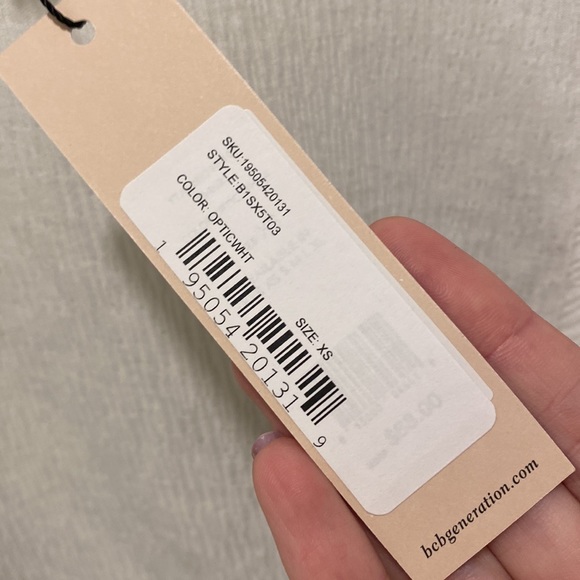 SKU:19505420131
STYLE:B1SX5T03
COLOR: OPTICWHT
SIZE: XS
1 95054 20131 9
bcbgeneration.com